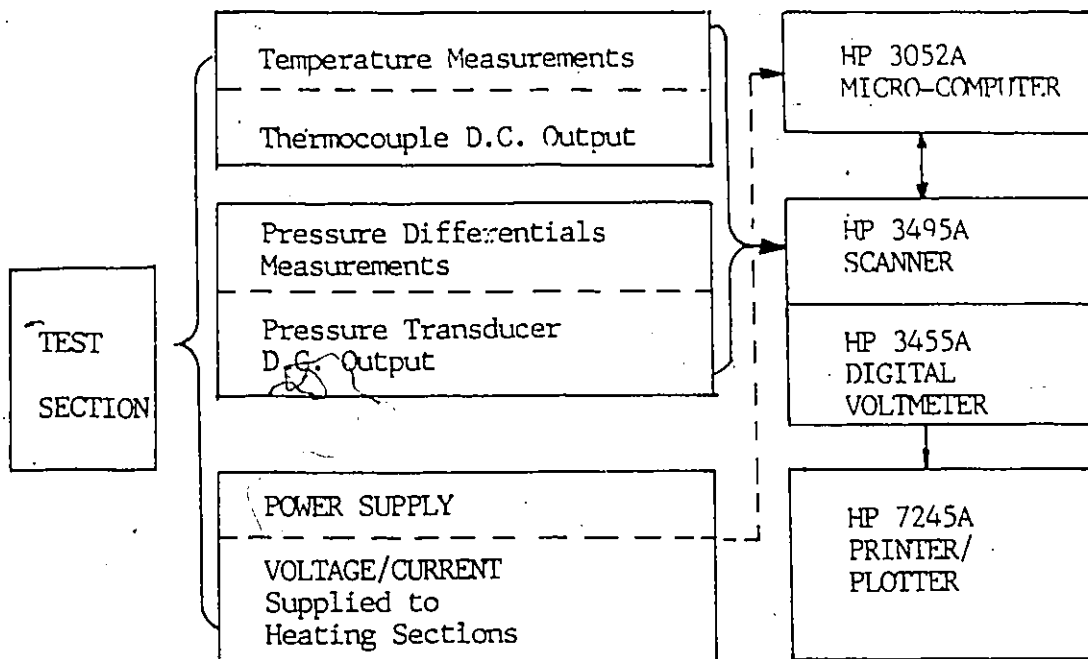 TEST
SECTION
Temperature Measurements
Thermocouple D.C. Output
Pressure Differentials
Measurements
Pressure Transducer
D.C. Output
POWER SUPPLY
VOLTAGE/CURRENT
Supplied to
Heating Sections
HP 3052A
MICRO-COMPUTER
HP 3495A
SCANNER
HP 3455A
DIGITAL
VOLTMETER
HP 7245A
PRINTER/
PLOTTER